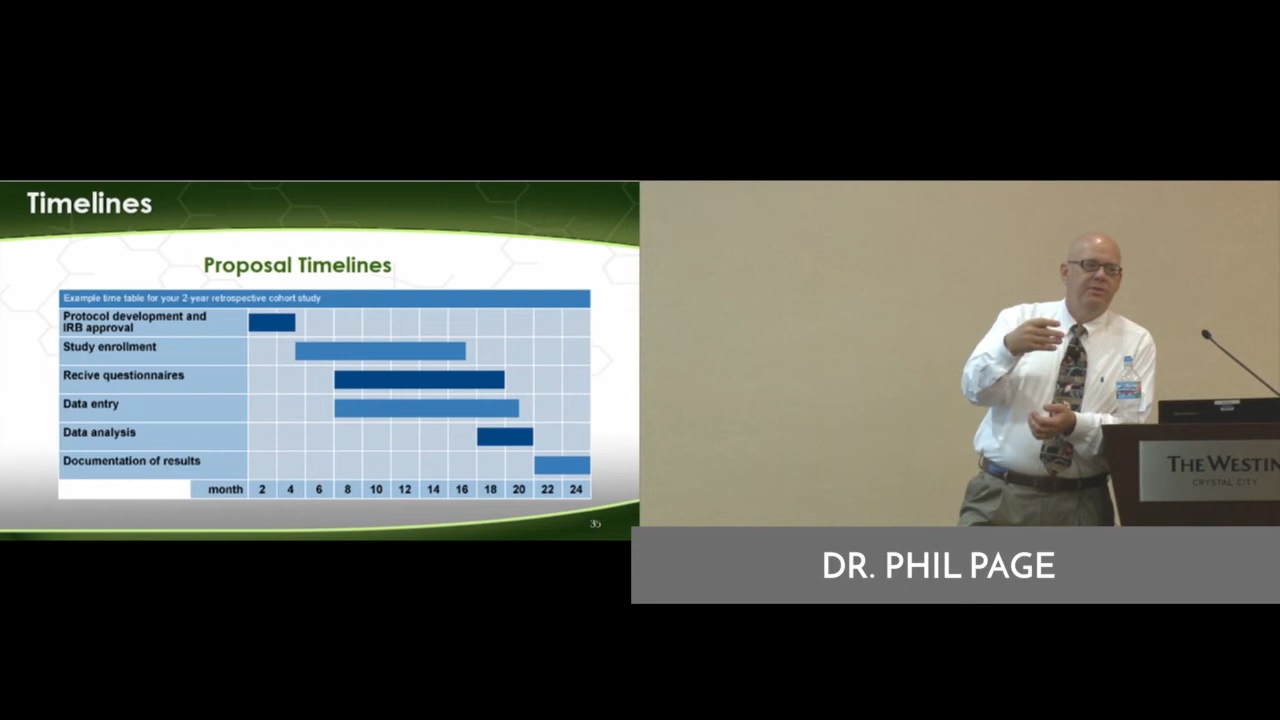 Timelines
Proposal Timelines
Example time table for your 2-year retrospective cohort study
Protocol development and
IRB approval
Study enrollment
Recive questionnaires
Data entry
Data analysis
Documentation of results
month 2 4 6 8 10 12 14 16 18 20 22 24
35
THE WESTIN
CRYSTAL CITY
DR. PHIL PAGE